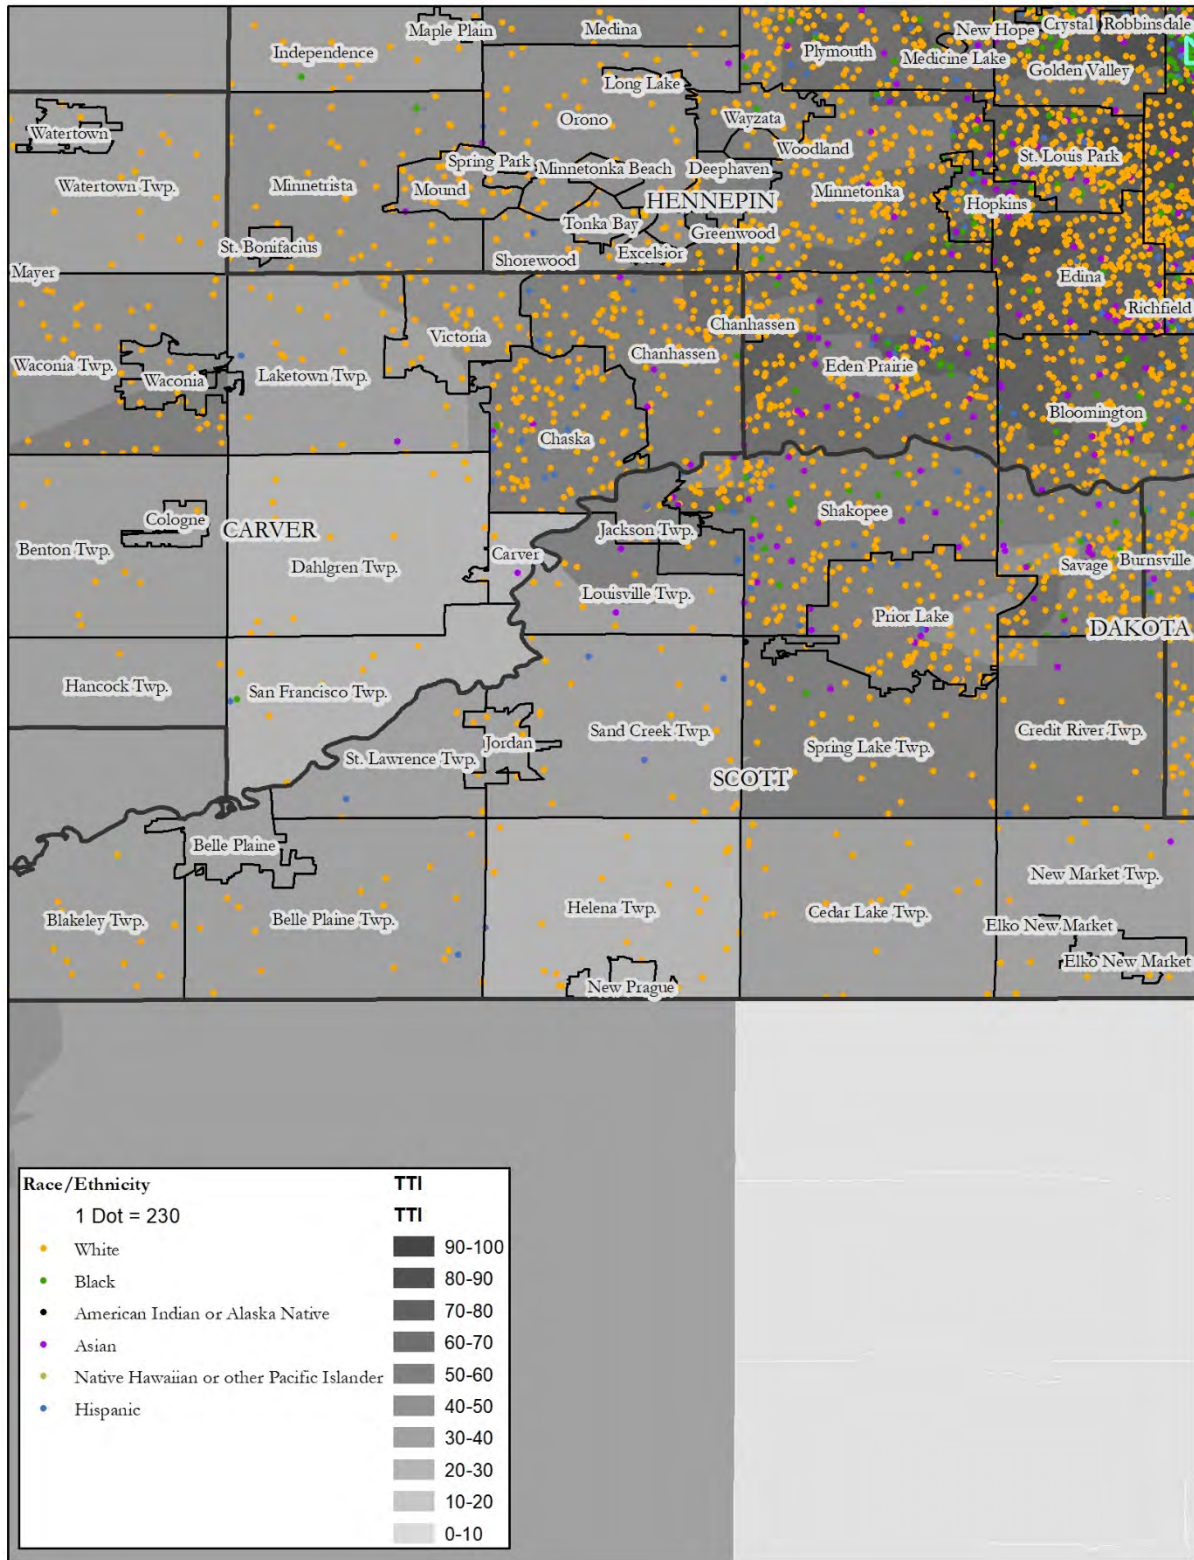 Maple Plain
Medina
New Hope
Crystal
Robbinsdale
Independence
Plymouth
Medicine Lake
Golden Valley
Long Lake
Watertown
Orono
Wayzata
Woodland
St. Louis Park
Watertown Twp.
Minnetrista
Spring Park
Mound
Minnetonka Beach
Deephaven
Minnetonka
HENNEPIN
Hopkins
Tonka Bay
Greenwood
St. Bonifacius
Shorewood
Excelsior
Edina
Mayer
Richfield
Victoria
Chanhassen
Waconia Twp.
Waconia
Laketown Twp.
Chanhassen
Eden Prairie
Bloomington
Chaska
Cologne
CARVER
Shakopee
Jackson Twp.
Benton Twp.
Dahlgren Twp.
Carver
Savage
Burnsville
Louisville Twp.
Prior Lake
DAKOTA
Hancock Twp.
San Francisco Twp.
Jordan
Sand Creek Twp.
Spring Lake Twp.
Credit River Twp.
St. Lawrence Twp.
SCOTT
Belle Plaine
New Market Twp.
Blakeley Twp.
Belle Plaine Twp.
Helena Twp.
Cedar Lake Twp.
Elko New Market
Elko New Market
New Prague
Race/Ethnicity
1 Dot = 230
White
Black
American Indian or Alaska Native
Asian
Native Hawaiian or other Pacific Islander
Hispanic
TTI
TTI
90-100
80-90
70-80
60-70
50-60
40-50
30-40
20-30
10-20
0-10